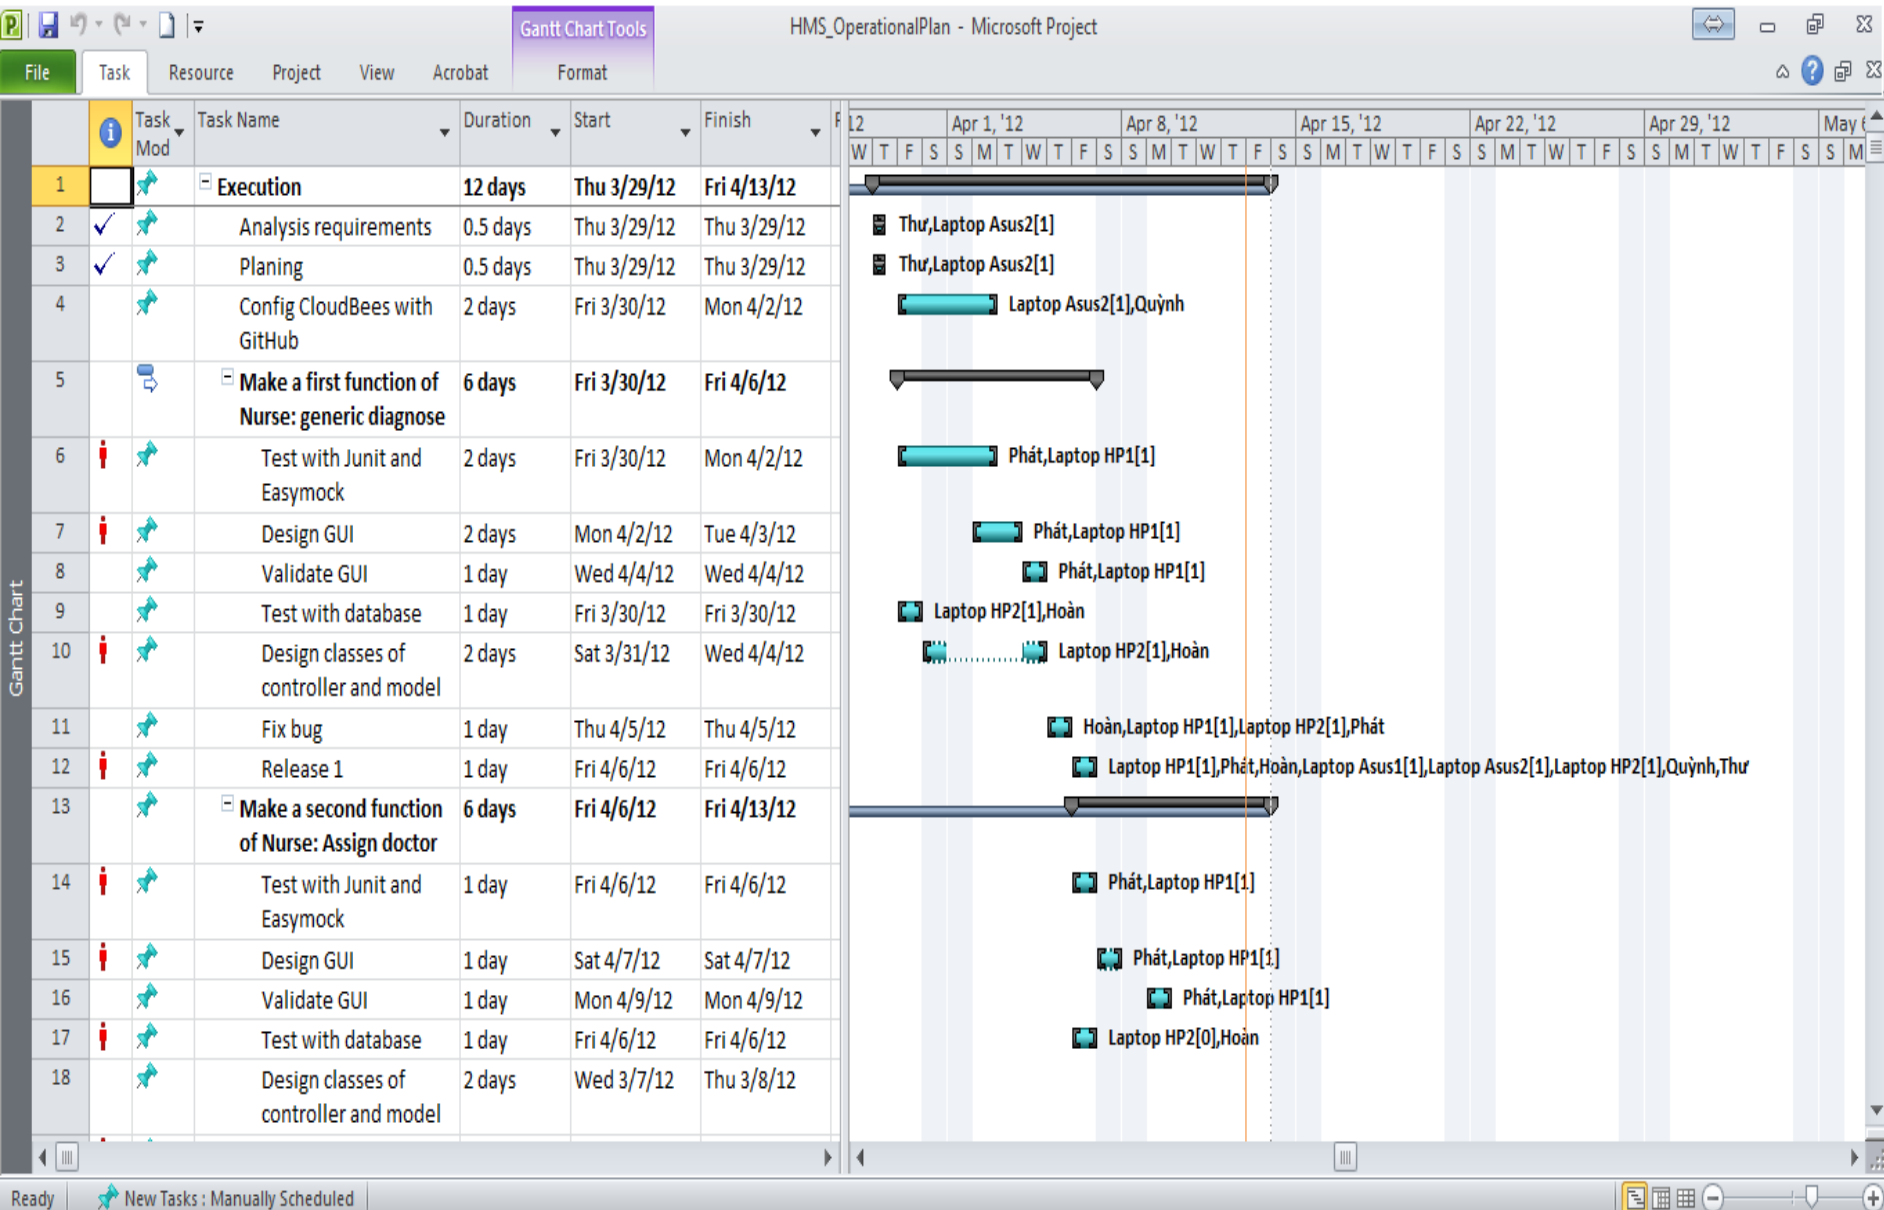 Gantt Chart Tools
HMS_OperationalPlan - Microsoft Project
File Task Resource Project View Acrobat Format
Task Mod Task Name Duration Start Finish
12 Apr 1, '12 Apr 8, '12 Apr 15, '12 Apr 22, '12 Apr 29, '12 May 6
W T F S S M T W T F S S M T W T F S S M T W T F S S M T W T F S S M T W T F S S M
1 Execution 12 days Thu 3/29/12 Fri 4/13/12
2 Analysis requirements 0.5 days Thu 3/29/12 Thu 3/29/12 Thư,Laptop Asus2[1]
3 Planing 0.5 days Thu 3/29/12 Thu 3/29/12 Thư,Laptop Asus2[1]
4 Config CloudBees with 2 days Fri 3/30/12 Mon 4/2/12 Laptop Asus2[1],Quỳnh
GitHub
5 Make a first function of 6 days Fri 3/30/12 Fri 4/6/12
Nurse: generic diagnose
6 Test with Junit and 2 days Fri 3/30/12 Mon 4/2/12 Phát,Laptop HP1[1]
Easymock
7 Design GUI 2 days Mon 4/2/12 Tue 4/3/12 Phát,Laptop HP1[1]
8 Validate GUI 1 day Wed 4/4/12 Wed 4/4/12 Phát,Laptop HP1[1]
9 Test with database 1 day Fri 3/30/12 Fri 3/30/12 Laptop HP2[1],Hoàn
10 Design classes of 2 days Sat 3/31/12 Wed 4/4/12 Laptop HP2[1],Hoàn
controller and model
11 Fix bug 1 day Thu 4/5/12 Thu 4/5/12 Hoàn,Laptop HP1[1],Laptop HP2[1],Phát
12 Release 1 1 day Fri 4/6/12 Fri 4/6/12 Laptop HP1[1],Phát,Hoàn,Laptop Asus1[1],Laptop Asus2[1],Laptop HP2[1],Quỳnh,Thư
13 Make a second function 6 days Fri 4/6/12 Fri 4/13/12
of Nurse: Assign doctor
14 Test with Junit and 1 day Fri 4/6/12 Fri 4/6/12 Phát,Laptop HP1[1]
Easymock
15 Design GUI 1 day Sat 4/7/12 Sat 4/7/12 Phát,Laptop HP1[1]
16 Validate GUI 1 day Mon 4/9/12 Mon 4/9/12 Phát,Laptop HP1[1]
17 Test with database 1 day Fri 4/6/12 Fri 4/6/12 Laptop HP2[0],Hoàn
18 Design classes of 2 days Wed 3/7/12 Thu 3/8/12
controller and model
Gantt Chart
Ready New Tasks : Manually Scheduled